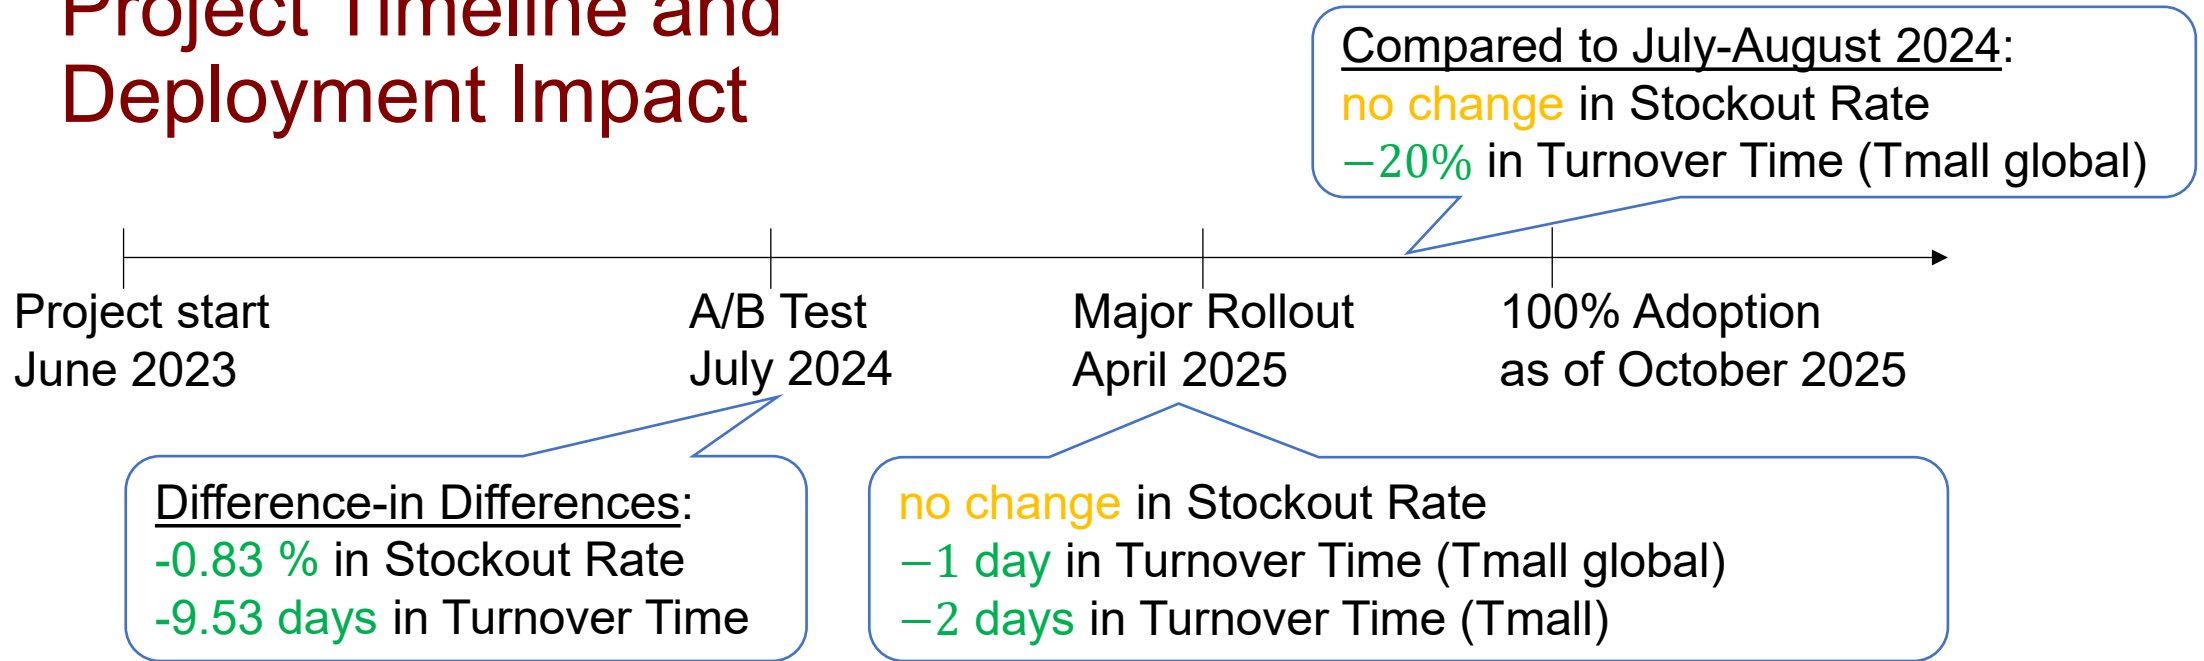 Project Timeline and
Deployment Impact
Compared to July-August 2024:
no change in Stockout Rate
−20% in Turnover Time (Tmall global)
Project start
June 2023
A/B Test
July 2024
Major Rollout
April 2025
100% Adoption
as of October 2025
Difference-in Differences:
-0.83 % in Stockout Rate
-9.53 days in Turnover Time
no change in Stockout Rate
−1 day in Turnover Time (Tmall global)
−2 days in Turnover Time (Tmall)